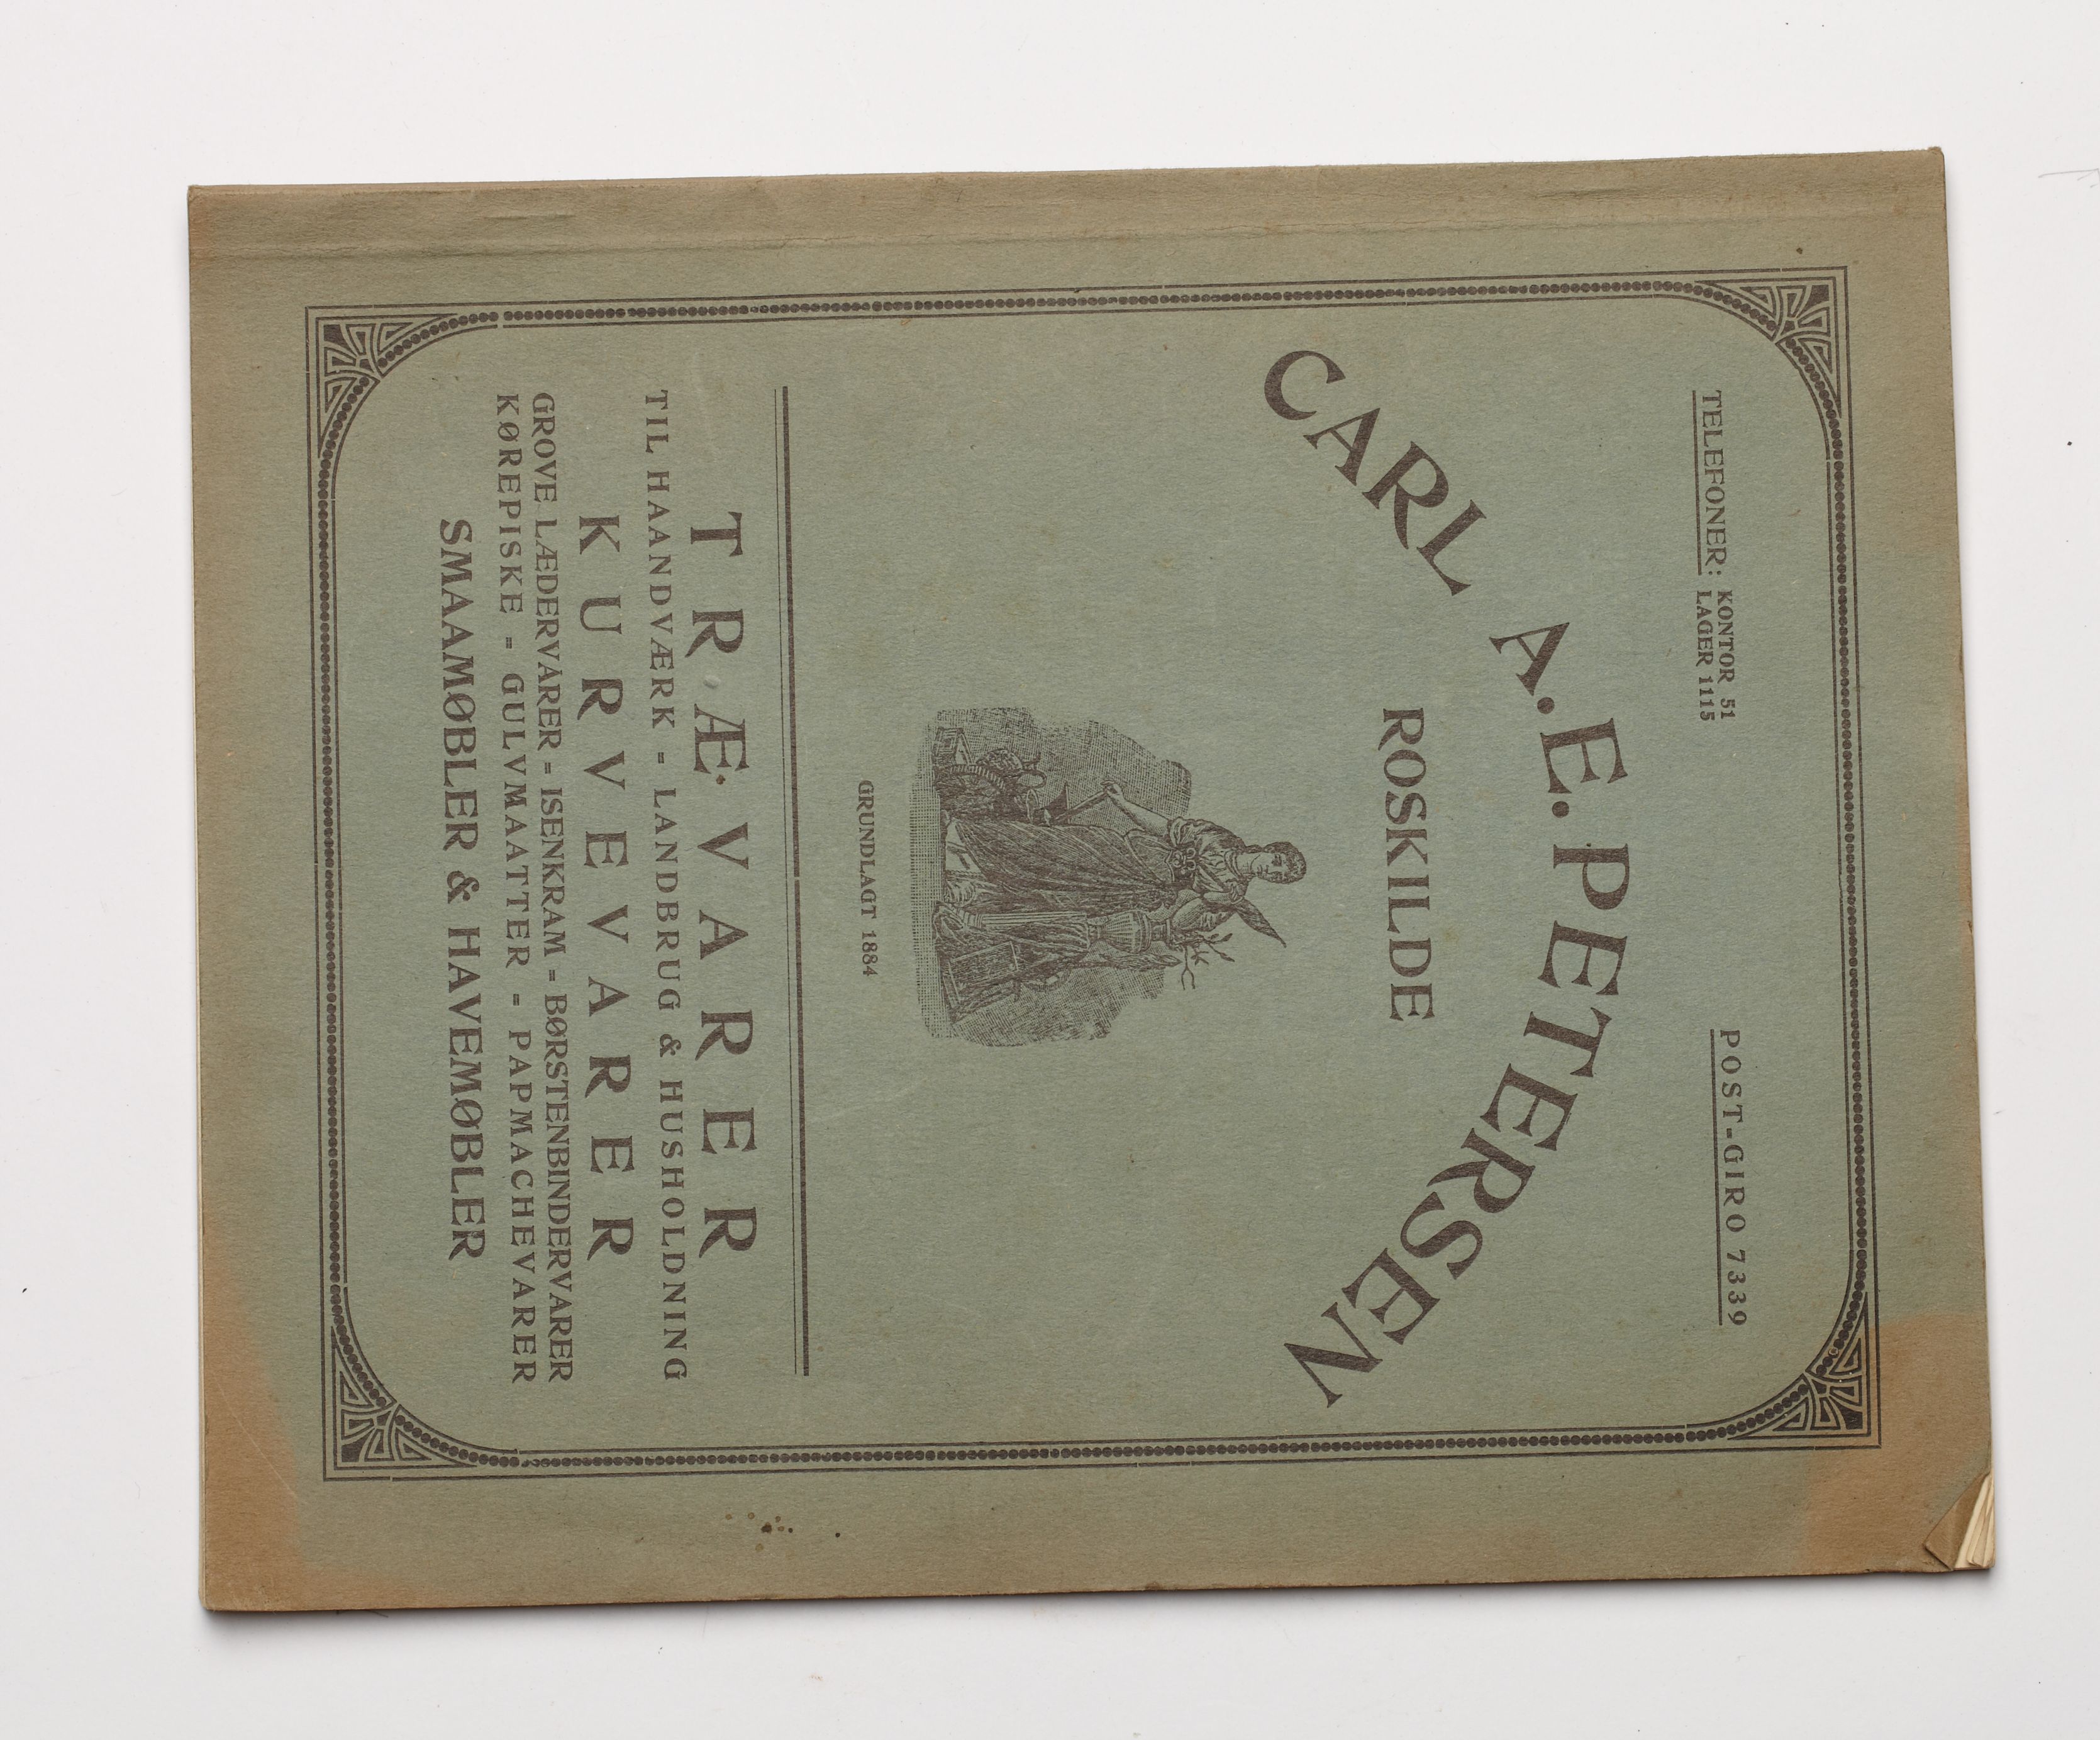 TELEFONER: KONTOR 51
LAGER 1115
POST-GIRO 7339
CARL A. E. PETERSEN
ROSKILDE
GRUNDLAGT 1884
TRÆVARER
TIL HAANDVÆRK = LANDBRUG & HUSHOLDNING
KURVEVARER
GROVE LÆDERVARER = ISENKRAM = BØRSTENBINDERVARER
KØREPISKE = GULVMAATTER = PAPMACHEVARER
SMAAMØBLER & HAVEMØBLER